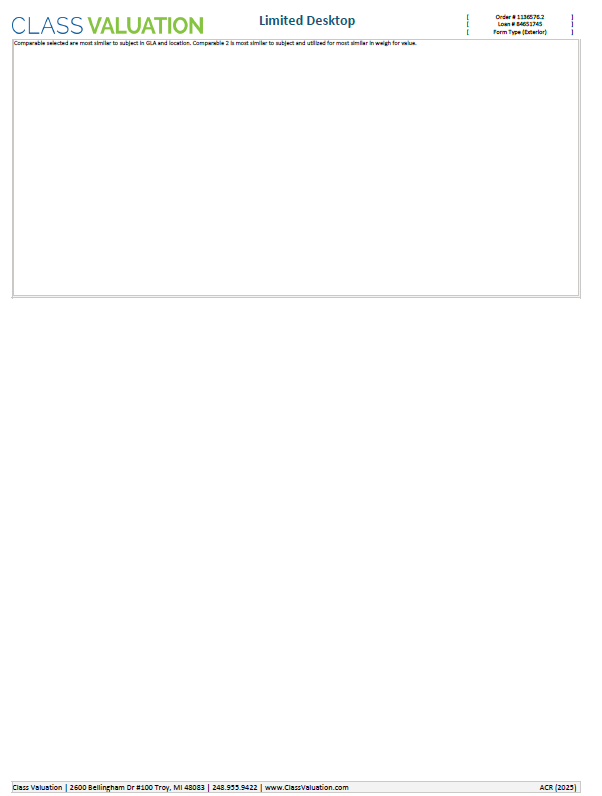 CLASS VALUATION
Limited Desktop
[ Order # 1136576.2 ]
[ Loan # 84651745 ]
[ Form Type (Exterior) ]
Comparable selected are most similar to subject in GLA and location. Comparable 2 is most similar to subject and utilized for most similar in weigh for value.
Class Valuation | 2600 Bellingham Dr #100 Troy, MI 48083 | 248.955.9422 | www.ClassValuation.com
ACR (2025)